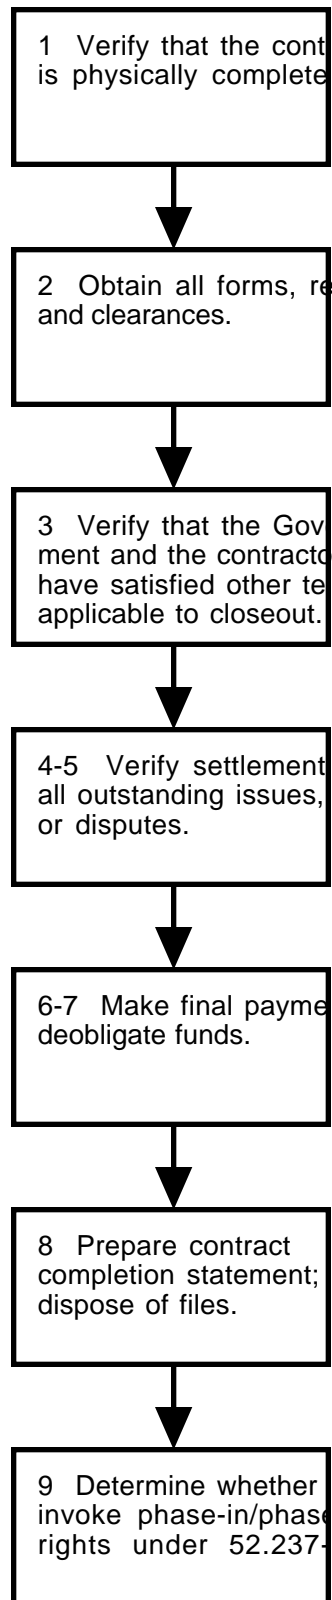 1 Verify that the cont
is physically complete
2 Obtain all forms, re
and clearances.
3 Verify that the Gov
ment and the contracto
have satisfied other te
applicable to closeout.
4-5 Verify settlement
all outstanding issues,
or disputes.
6-7 Make final payme
deobligate funds.
8 Prepare contract
completion statement;
dispose of files.
9 Determine whether
invoke phase-in/phase
rights under 52.237-